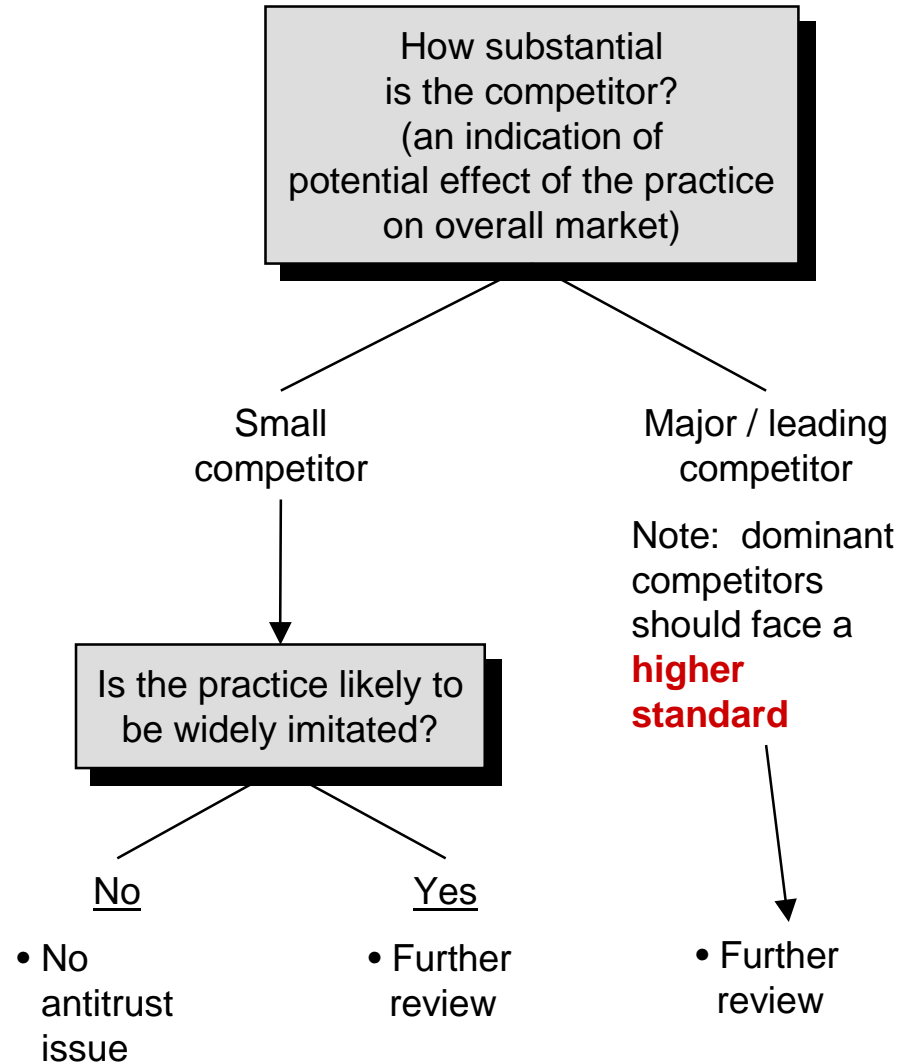 How substantial
is the competitor?
(an indication of
potential effect of the practice
on overall market)
Small
competitor
Major / leading
competitor
Note: dominant
competitors
should face a
higher
standard
Is the practice likely to
be widely imitated?
No
• No
antitrust
issue
Yes
• Further
review
• Further
review